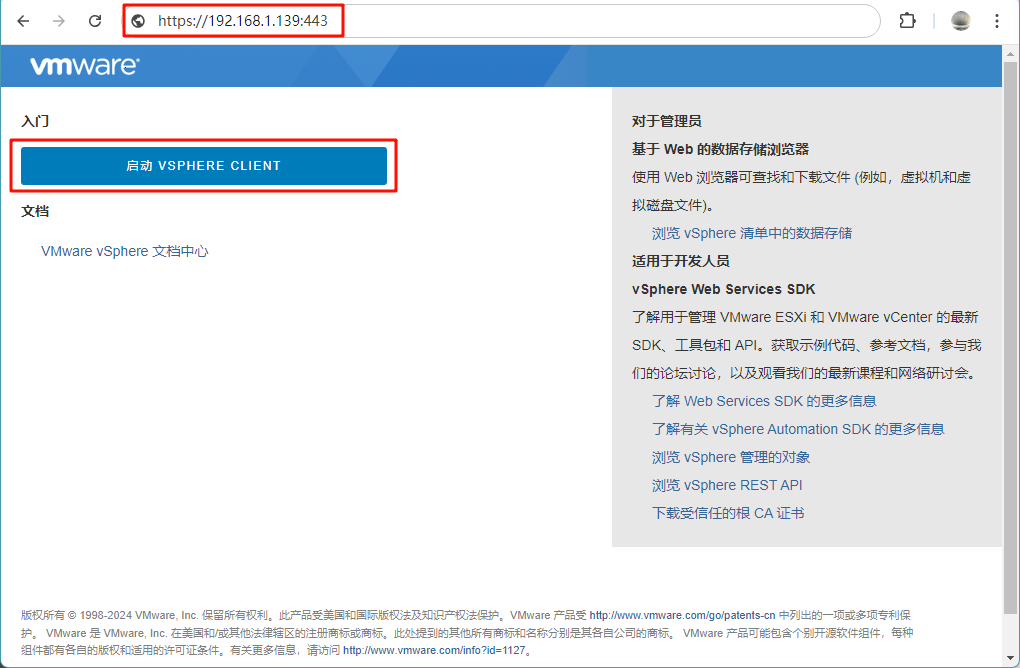 https://192.168.1.139:443
vmware®
入门
启动 VSPHERE CLIENT
文档
VMware vSphere 文档中心
对于管理员
基于 Web 的数据存储浏览器
使用 Web 浏览器可查找和下载文件 (例如，虚拟机和虚
拟磁盘文件)。
浏览 vSphere 清单中的数据存储
适用于开发人员
vSphere Web Services SDK
了解用于管理 VMware ESXi 和 VMware vCenter 的最新
SDK、工具包和 API。获取示例代码、参考文档，参与我
们的论坛讨论，以及观看我们的最新课程和网络研讨会。
了解 Web Services SDK 的更多信息
了解有关 vSphere Automation SDK 的更多信息
浏览 vSphere 管理的对象
浏览 vSphere REST API
下载受信任的根 CA 证书
版权所有 © 1998-2024 VMware, Inc. 保留所有权利。此产品受美国和国际版权法及知识产权法保护。VMware 产品受 http://www.vmware.com/go/patents-cn 中列出的一项或多项专利保
护。 VMware 是 VMware, Inc. 在美国和/或其他法律辖区的注册商标或商标。此处提到的其他所有商标和名称分别是其各自公司的商标。 VMware 产品可能包含个别开源软件组件，每种
组件都有各自的版权和适用的许可证条件。有关更多信息，请访问 http://www.vmware.com/info?id=1127。